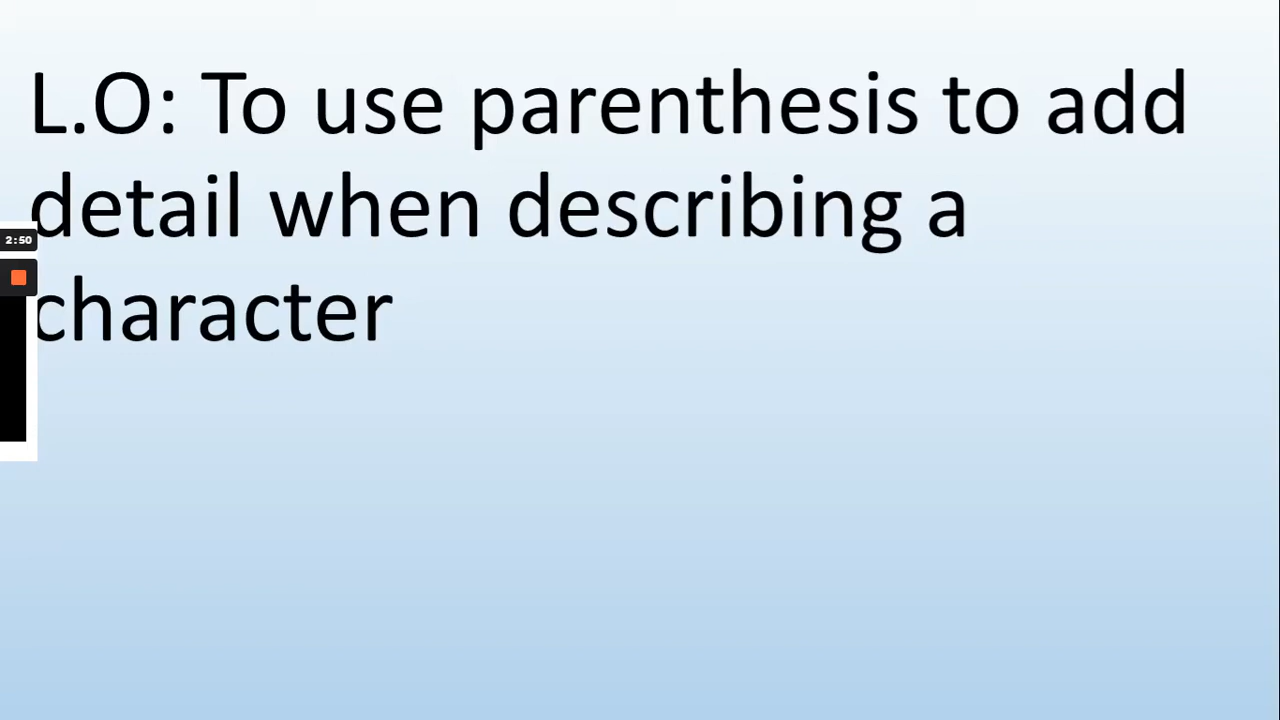 L.O: To use parenthesis to add
detail when describing a
2:50
character